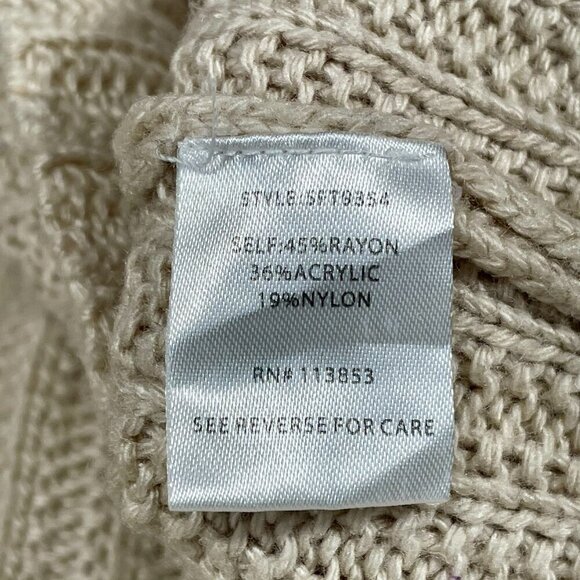 STYLE:SFT9354
SELF:45%RAYON
36%ACRYLIC
19%NYLON
RN# 113853
SEE REVERSE FOR CARE